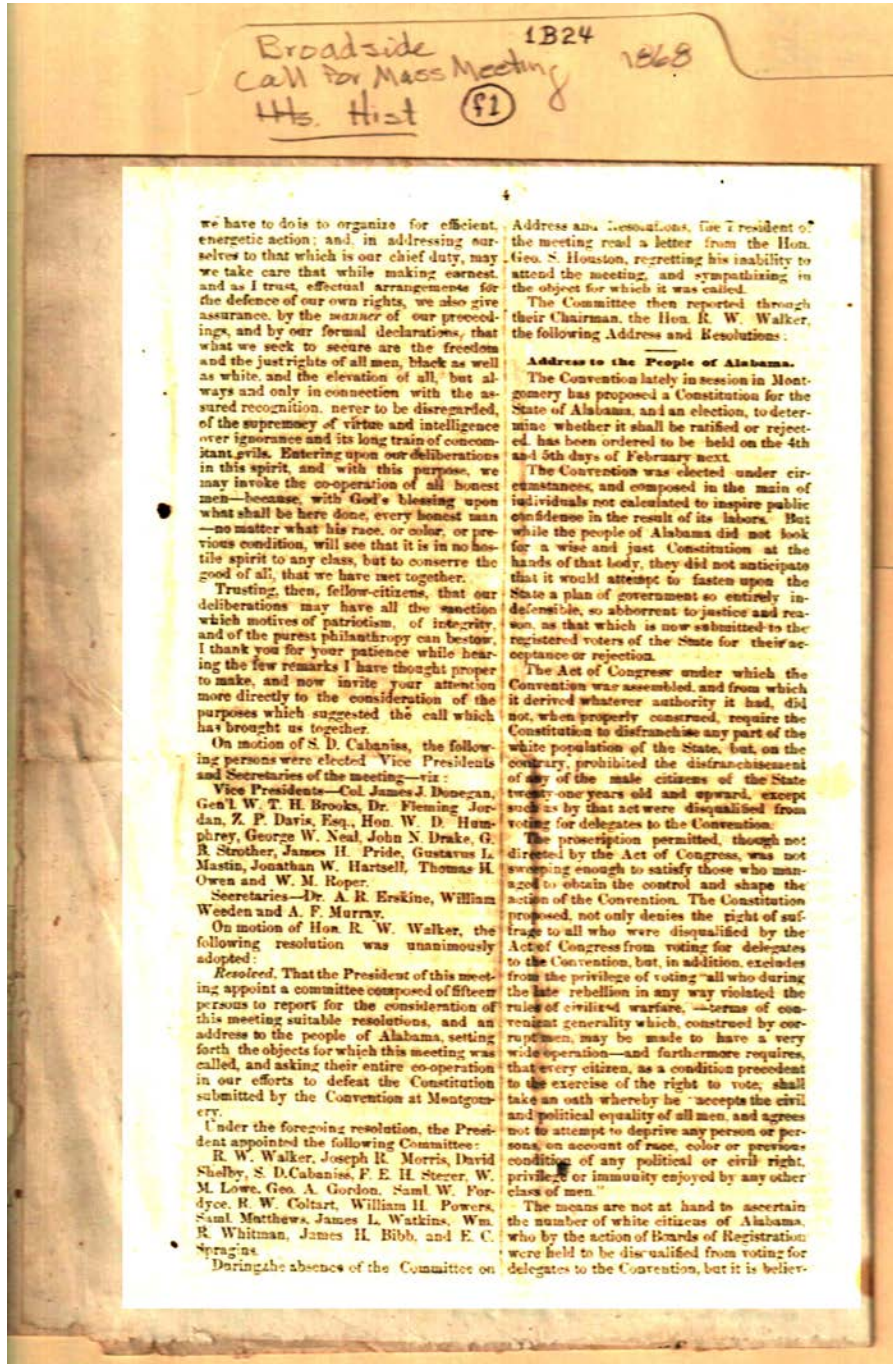 Broadside 1B24
Call For Mass Meeting 1868
Hts. Hist f1
4
we have to do is to organize for efficient,
energetic action; and, in addressing our-
selves to that which is our chief duty, may
we take care that while making earnest,
and as I trust, effectual arrangements for
the defence of our own rights, we also give
assurance, by the manner of our proceed-
ings, and by our formal declarations, that
what we seek to secure are the freedom
and the just rights of all men, black as well
as white, and the elevation of all, but al-
ways and only in connection with the as-
sured recognition, never to be disregarded,
of the supremacy of virtue and intelligence
over ignorance and its long train of concom-
itant evils. Entering upon our deliberations
in this spirit, and with this purpose, we
may invoke the co-operation of all honest
men—because, with God's blessing upon
what shall be here done, every honest man
—no matter what his race, or color, or pre-
vious condition, will see that it is in no hos-
tile spirit to any class, but to conserve the
good of all, that we have met together.
Trusting, then, fellow-citizens, that our
deliberations may have all the sanction
which motives of patriotism, of integrity,
and of the purest philanthropy can bestow,
I thank you for your patience while hear-
ing the few remarks I have thought proper
to make, and now invite your attention
more directly to the consideration of the
purposes which suggested the call which
has brought us together.
On motion of S. D. Cabaniss, the follow-
ing persons were elected Vice Presidents
and Secretaries of the meeting—viz:
Vice Presidents—Col. James J. Donegan,
Gen'l W. T. H. Brooks, Dr. Fleming Jor-
dan, Z. P. Davis, Esq., Hon. W. D. Hum-
phrey, George W. Neal, John N. Drake, G.
B. Strother, James H. Pride, Gustavus L.
Mastin, Jonathan W. Hartsell, Thomas H.
Owen and W. M. Roper.
Secretaries—Dr. A. R. Erskine, William
Weeden and A. F. Murray.
On motion of Hon. R. W. Walker, the
following resolution was unanimously
adopted:
Resolved, That the President of this meet-
ing appoint a committee composed of fifteen
persons to report for the consideration of
this meeting suitable resolutions, and an
address to the people of Alabama, setting
forth the objects for which this meeting was
called, and asking their entire co-operation
in our efforts to defeat the Constitution
submitted by the Convention at Montgom-
ery.
Under the foregoing resolution, the Presi-
dent appointed the following Committee:
R. W. Walker, Joseph R. Morris, David
Shelby, S. D. Cabaniss, F. E. H. Steger, W.
M. Lowe, Geo. A. Gordon, Saml. W. For-
dyce, R. W. Coltart, William H. Powers,
Saml. Matthews, James L. Watkins, Wm.
R. Whitman, James H. Bibb, and E. C.
Spragins.
During the absence of the Committee on
Address and Resolutions, the President of
the meeting read a letter from the Hon.
Geo. S. Houston, regretting his inability to
attend the meeting, and sympathizing in
the object for which it was called.
The Committee then reported through
their Chairman, the Hon. R. W. Walker,
the following Address and Resolutions:
Address to the People of Alabama.
The Convention lately in session in Mont-
gomery has proposed a Constitution for the
State of Alabama, and an election, to deter-
mine whether it shall be ratified or reject-
ed, has been ordered to be held on the 4th
and 5th days of February next.
The Convention was elected under cir-
cumstances, and composed in the main of
individuals not calculated to inspire public
confidence in the result of its labors. But
while the people of Alabama did not look
for a wise and just Constitution at the
hands of that body, they did not anticipate
that it would attempt to fasten upon the
State a plan of government so entirely in-
defensible, so abhorrent to justice and rea-
son, as that which is now submitted to the
registered voters of the State for their ac-
ceptance or rejection.
The Act of Congress under which the
Convention was assembled, and from which
it derived whatever authority it had, did
not, when properly construed, require the
Constitution to disfranchise any part of the
white population of the State, but, on the
contrary, prohibited the disfranchisement
of any of the male citizens of the State
twenty-one years old and upward, except
such as by that act were disqualified from
voting for delegates to the Convention.
The proscription permitted, though not
directed by the Act of Congress, was not
sweeping enough to satisfy those who man-
aged to obtain the control and shape the
action of the Convention. The Constitution
proposed, not only denies the right of suf-
frage to all who were disqualified by the
Act of Congress from voting for delegates
to the Convention, but, in addition, excludes
from the privilege of voting "all who during
the late rebellion in any way violated the
rules of civilized warfare, —terms of con-
venient generality which, construed by cor-
rupt men, may be made to have a very
wide operation—and furthermore requires,
that every citizen, as a condition precedent
to the exercise of the right to vote, shall
take an oath whereby he "accepts the civil
and political equality of all men, and agrees
not to attempt to deprive any person or per-
sons, on account of race, color or previous
condition of any political or civil right,
privilege or immunity enjoyed by any other
class of men."
The means are not at hand to ascertain
the number of white citizens of Alabama,
who by the action of Boards of Registration
were held to be disqualified from voting for
delegates to the Convention, but it is believ-